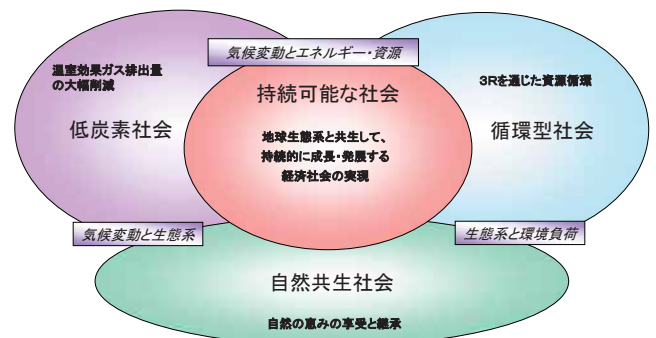 気候変動とエネルギー・資源
温室効果ガス排出量
の大幅削減
低炭素社会
持続可能な社会
地球生態系と共生して、
持続的に成長・発展する
経済社会の実現
3Rを通じた資源循環
循環型社会
気候変動と生態系
生態系と環境負荷
自然共生社会
自然の恵みの享受と継承